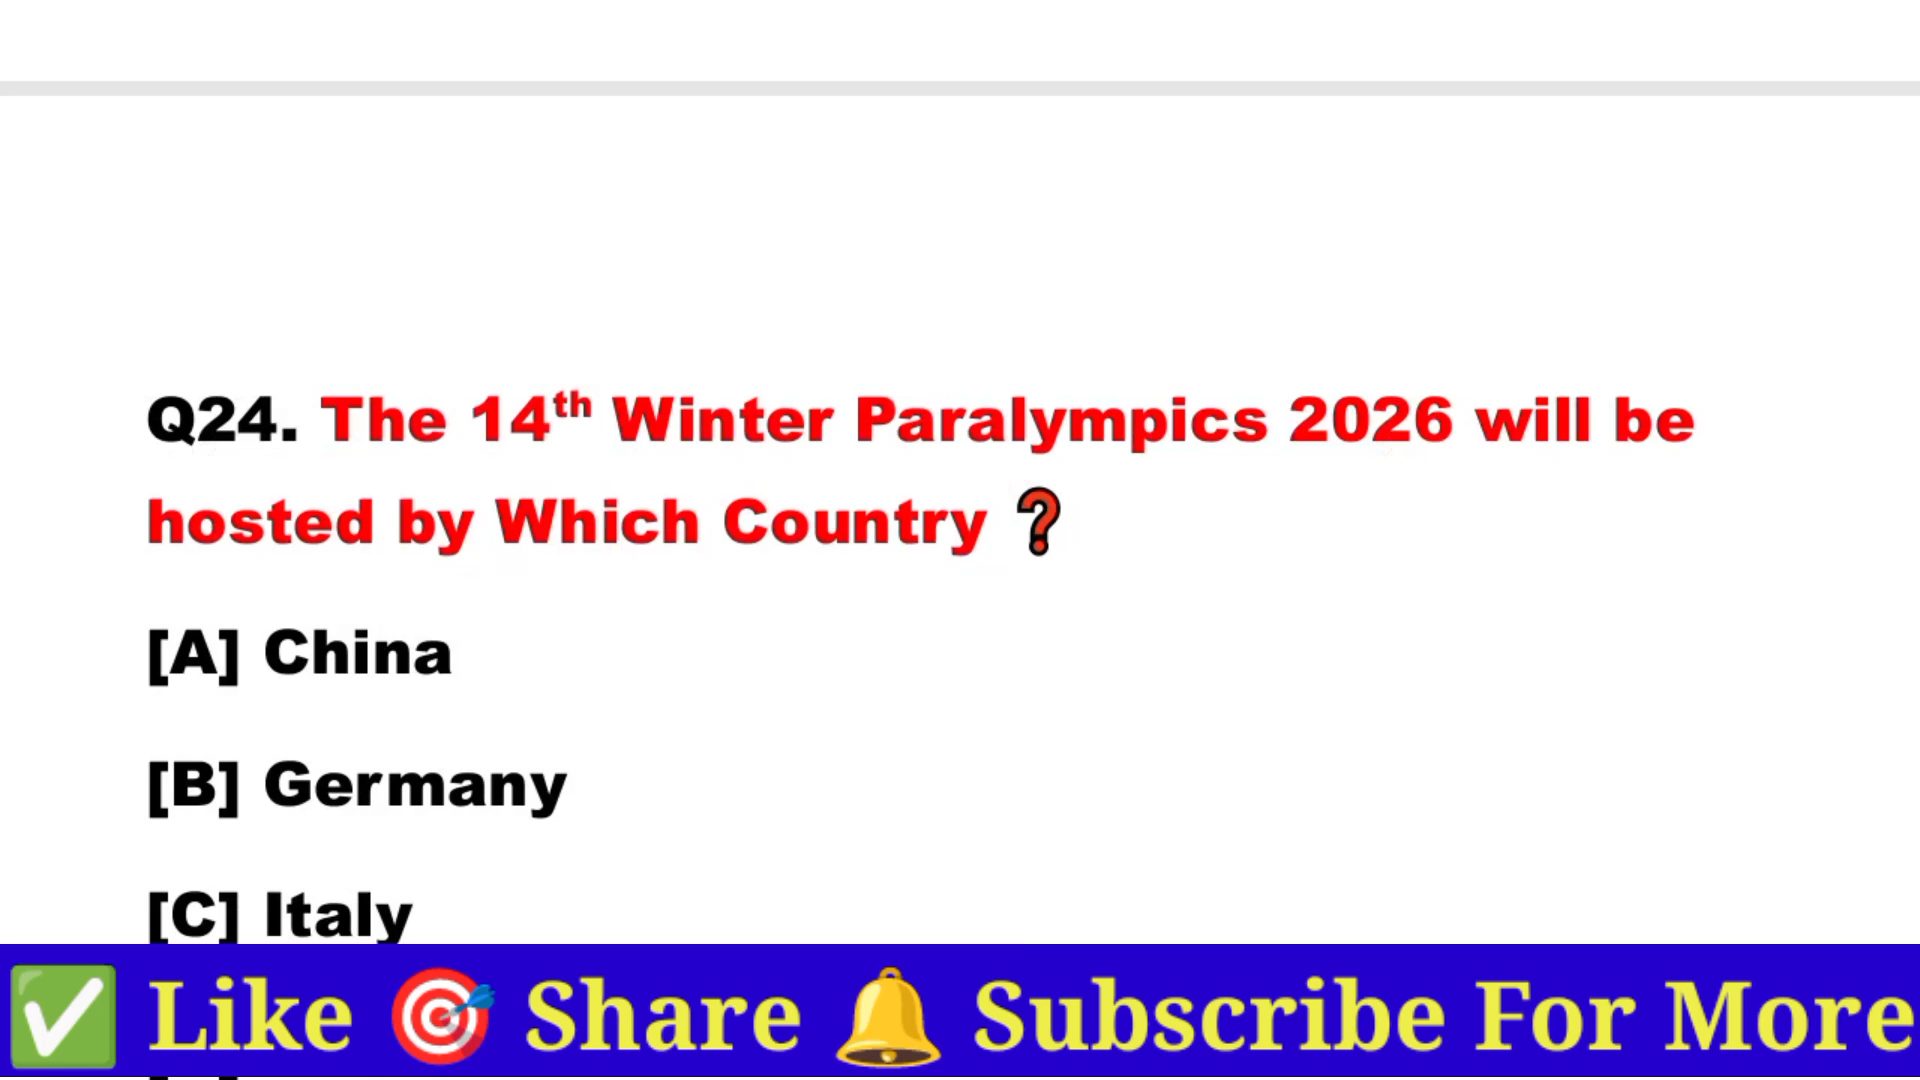 Q24. The 14th Winter Paralympics 2026 will be
hosted by Which Country ❓
[A] China
[B] Germany
[C] Italy
✅ Like 🎯 Share 🔔 Subscribe For More